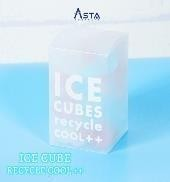 ASTA
ICE
CUBES
recycle
COOL++
ICE CUBE
RECYCLE COOL++